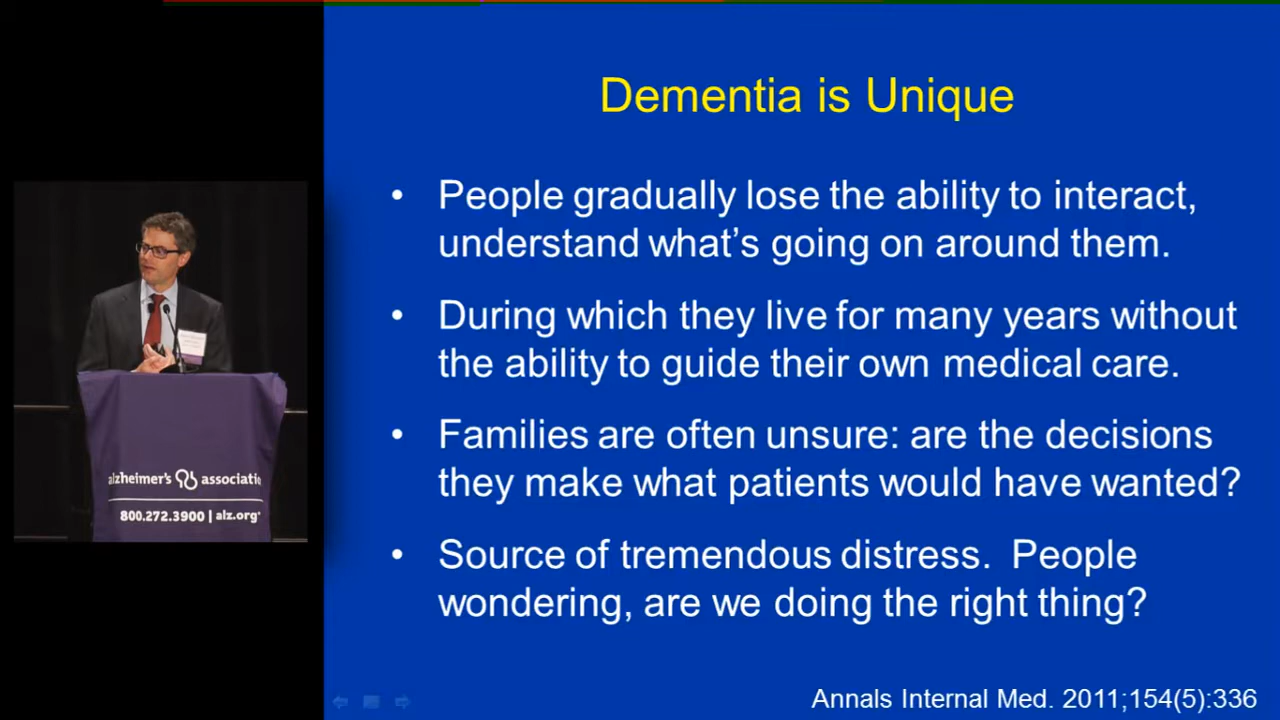 Dementia is Unique
• People gradually lose the ability to interact,
understand what's going on around them.
• During which they live for many years without
the ability to guide their own medical care.
• Families are often unsure: are the decisions
they make what patients would have wanted?
• Source of tremendous distress.  People
wondering, are we doing the right thing?
Annals Internal Med. 2011;154(5):336
alzheimer's associatio
800.272.3900 | alz.org®